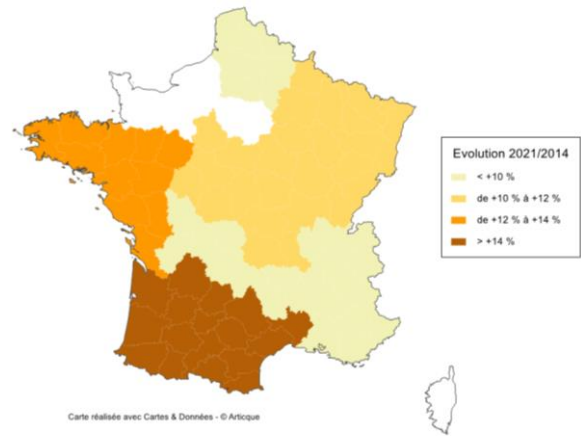 Evolution 2021/2014
< +10 %
de +10 % à +12 %
de +12 % à +14 %
> +14 %
Carte réalisée avec Cartes & Données - © Articque